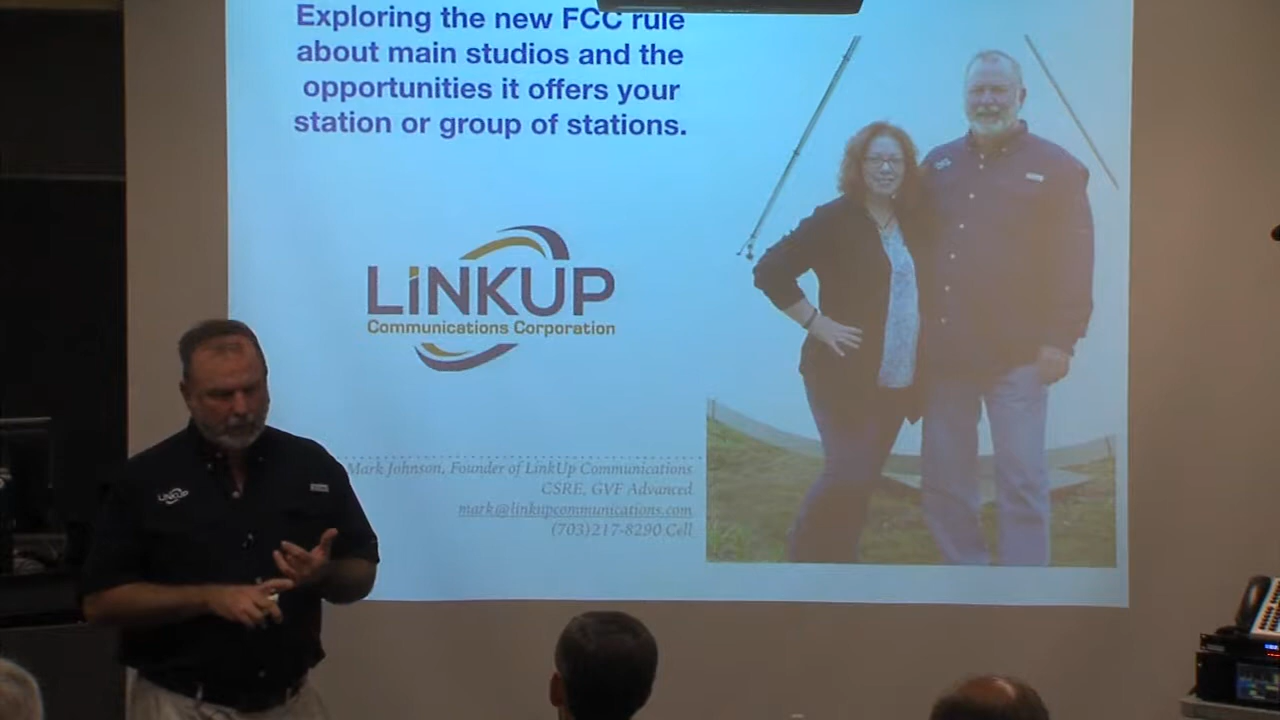 Exploring the new FCC rule
about main studios and the
opportunities it offers your
station or group of stations.
LiNKUP
Communications Corporation
Mark Johnson, Founder of LinkUp Communications
CSRE, GVF Advanced
mark@linkupcommunications.com
(703)217-8290 Cell
LiNKUP